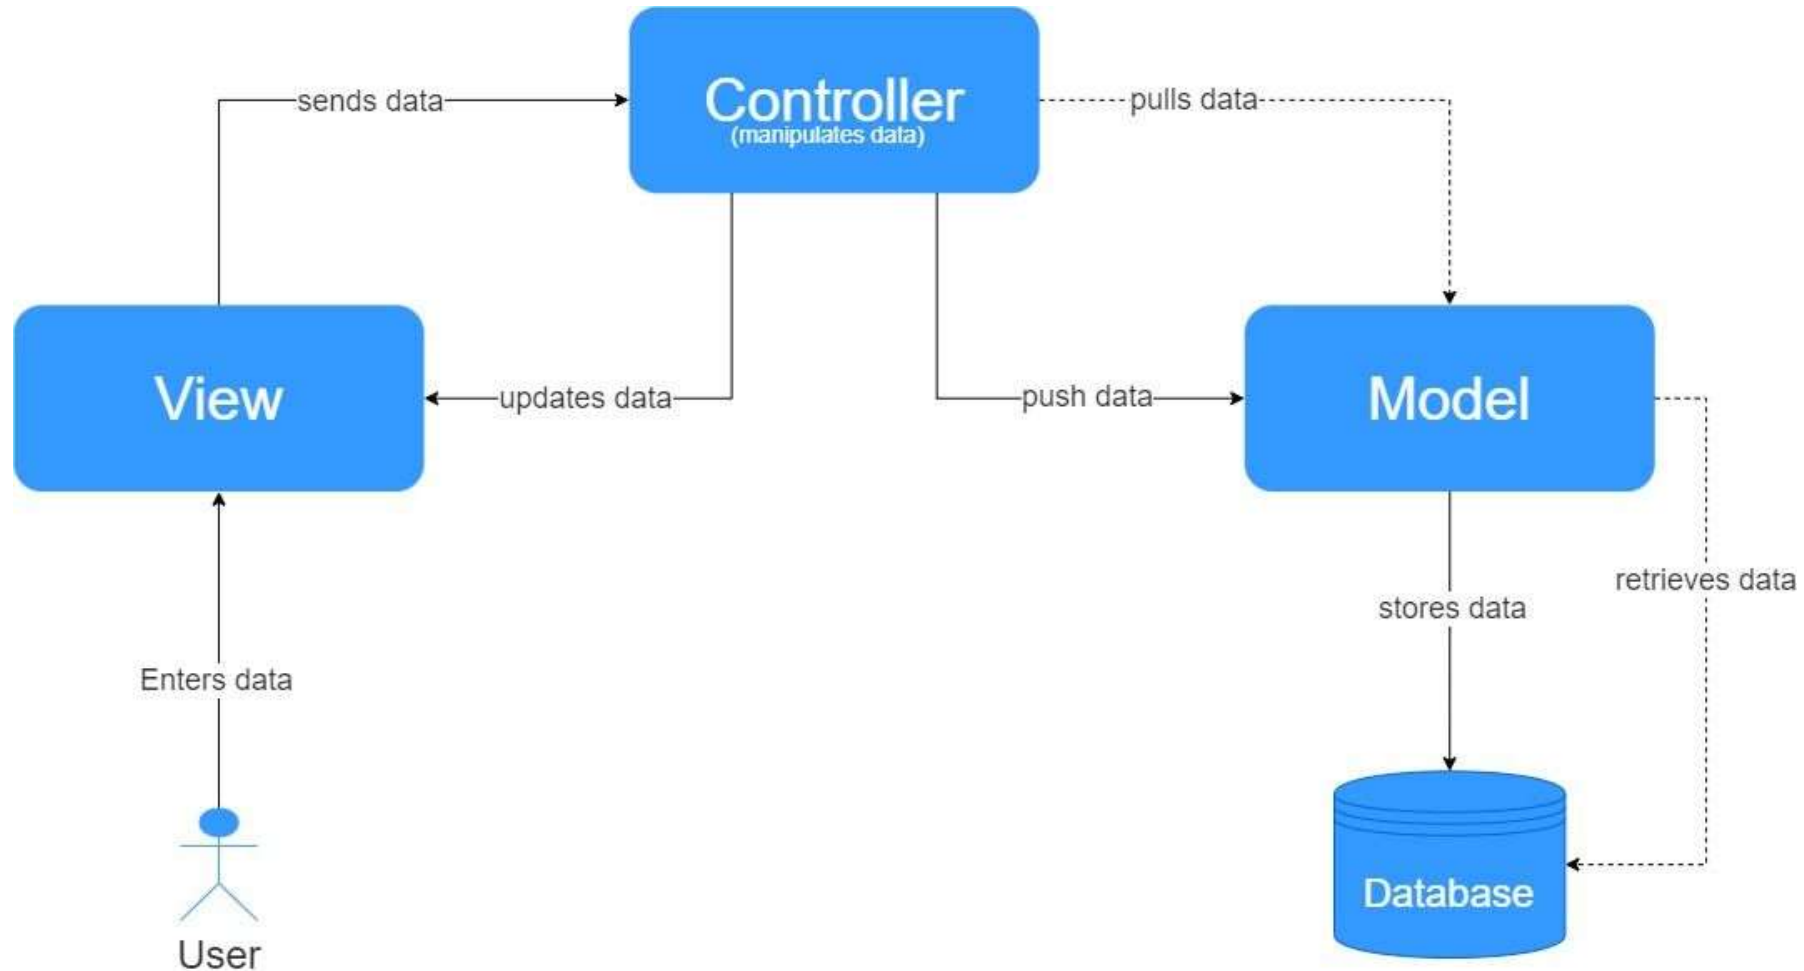 Controller
(manipulates data)
sends data
pulls data
View
updates data
push data
Model
retrieves data
stores data
Enters data
Database
User